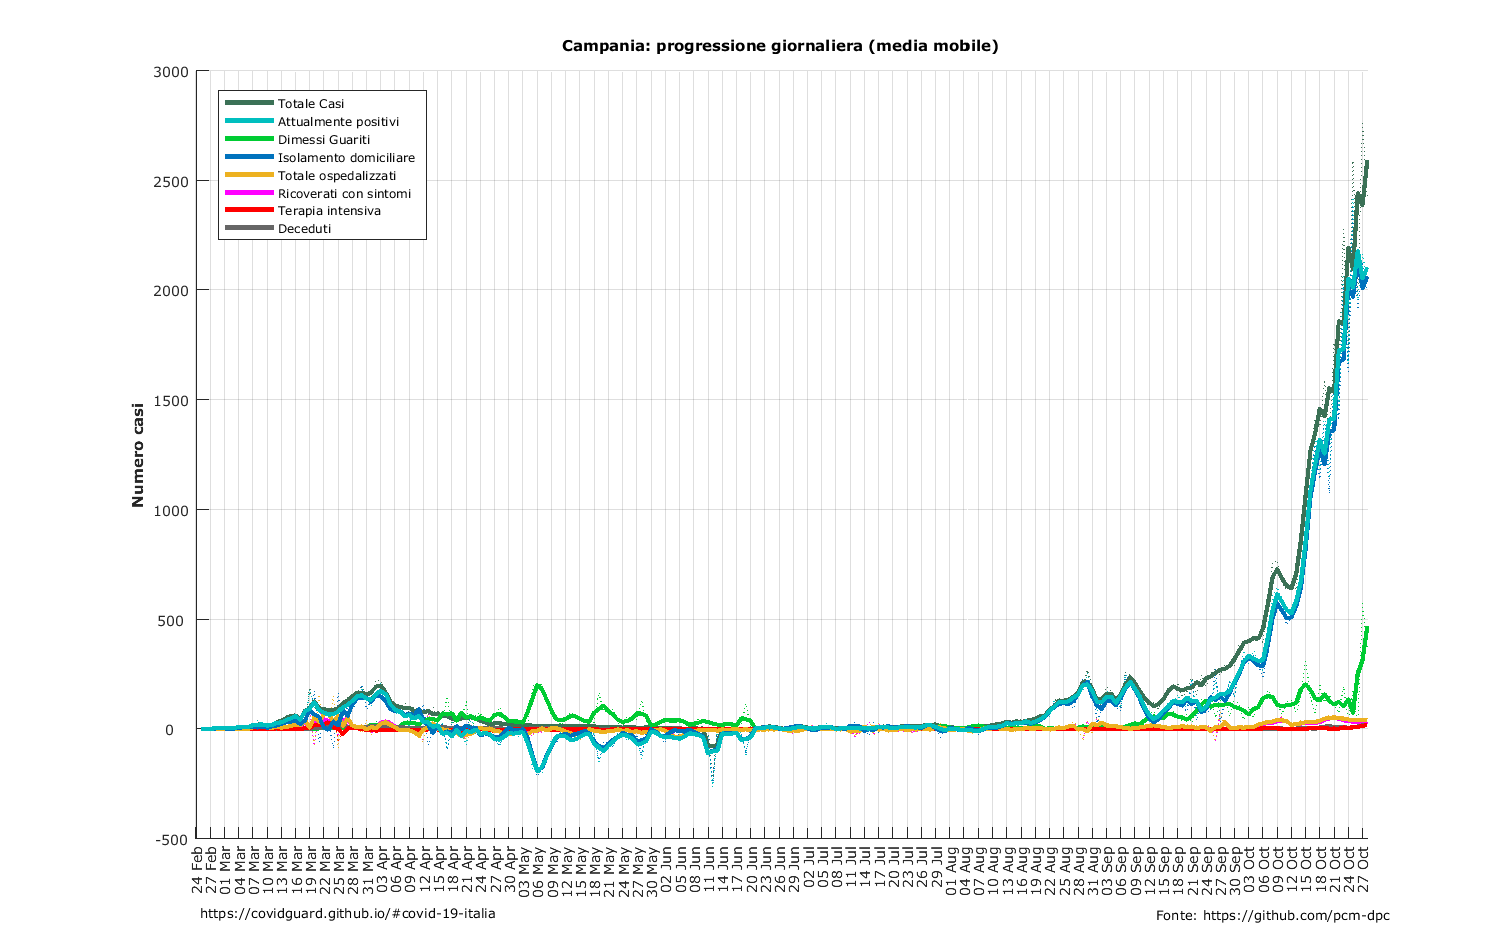 Campania: progressione giornaliera (media mobile)
3000
2500
2000
1500
1000
500
0
-500
Numero casi
Totale Casi
Attualmente positivi
Dimessi Guariti
Isolamento domiciliare
Totale ospedalizzati
Ricoverati con sintomi
Terapia intensiva
Deceduti
24 Feb
27 Feb
01 Mar
04 Mar
07 Mar
10 Mar
13 Mar
16 Mar
19 Mar
22 Mar
25 Mar
28 Mar
31 Mar
03 Apr
06 Apr
09 Apr
12 Apr
15 Apr
18 Apr
21 Apr
24 Apr
27 Apr
30 Apr
03 May
06 May
09 May
12 May
15 May
18 May
21 May
24 May
27 May
30 May
02 Jun
05 Jun
08 Jun
11 Jun
14 Jun
17 Jun
20 Jun
23 Jun
26 Jun
29 Jun
02 Jul
05 Jul
08 Jul
11 Jul
14 Jul
17 Jul
20 Jul
23 Jul
26 Jul
29 Jul
01 Aug
04 Aug
07 Aug
10 Aug
13 Aug
16 Aug
19 Aug
22 Aug
25 Aug
28 Aug
31 Aug
03 Sep
06 Sep
09 Sep
12 Sep
15 Sep
18 Sep
21 Sep
24 Sep
27 Sep
30 Sep
03 Oct
06 Oct
09 Oct
12 Oct
15 Oct
18 Oct
21 Oct
24 Oct
27 Oct
https://covidguard.github.io/#covid-19-italia
Fonte: https://github.com/pcm-dpc